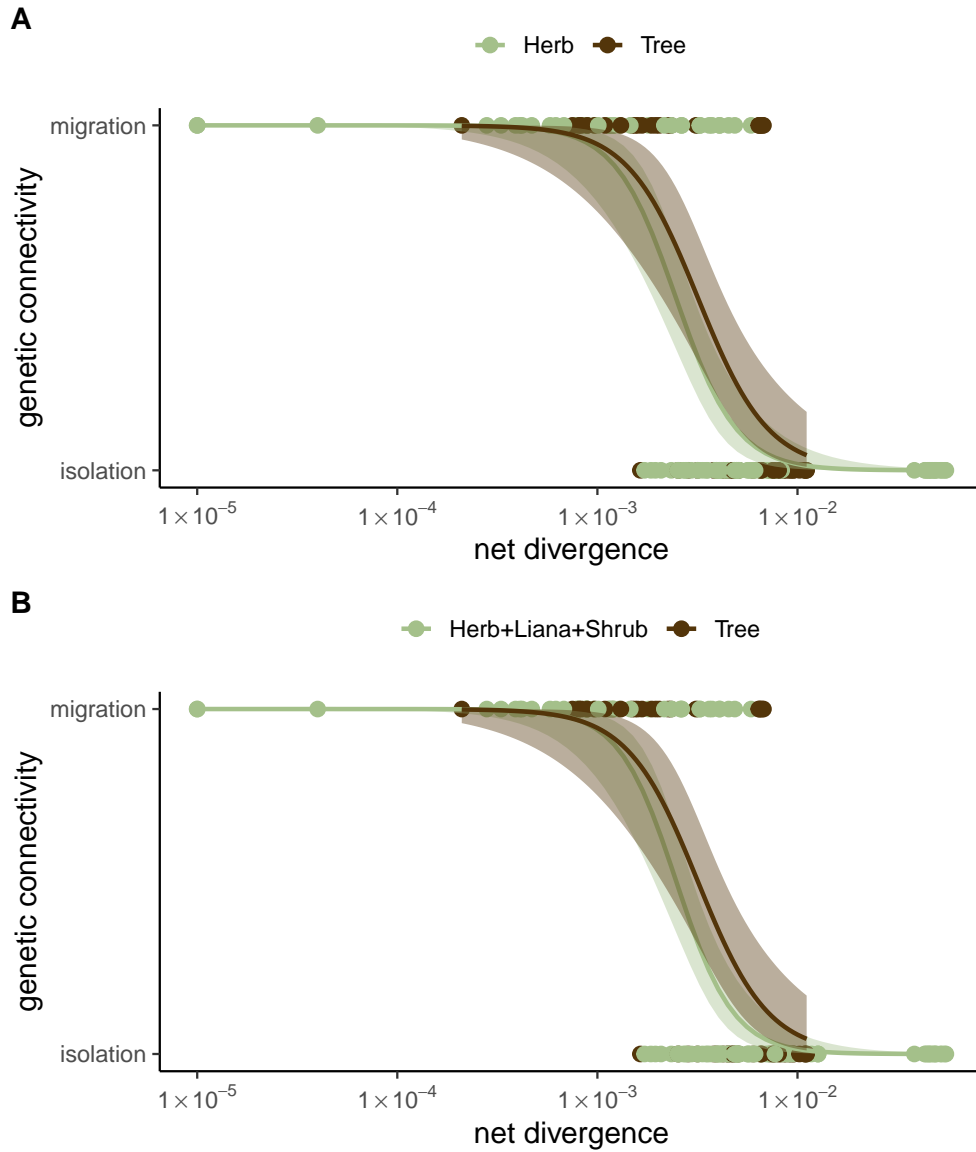 A
Herb Tree
migration
isolation
genetic connectivity
1×10⁻⁵ 1×10⁻⁴ 1×10⁻³ 1×10⁻²
net divergence
B
Herb+Liana+Shrub Tree
migration
isolation
genetic connectivity
1×10⁻⁵ 1×10⁻⁴ 1×10⁻³ 1×10⁻²
net divergence